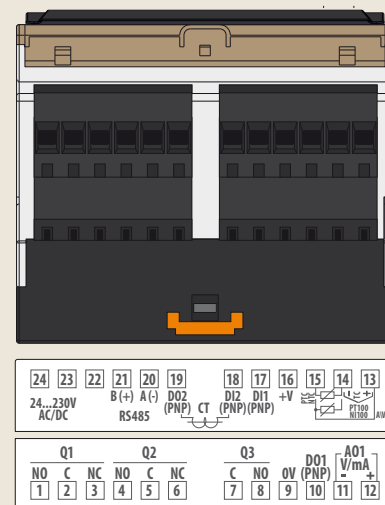 24 23 22 21 20 19 18 17 16 15 14 13
24...230V AC/DC
B (+) A (-)
RS485
DO2 (PNP)
CT
DI2 (PNP)
DI1 (PNP)
+V
PT100
NI100
Q1 Q2 Q3
NO C NC NO C NC C NO 0V
DO1 (PNP)
AO1
V/mA
- +
1 2 3 4 5 6 7 8 9 10 11 12